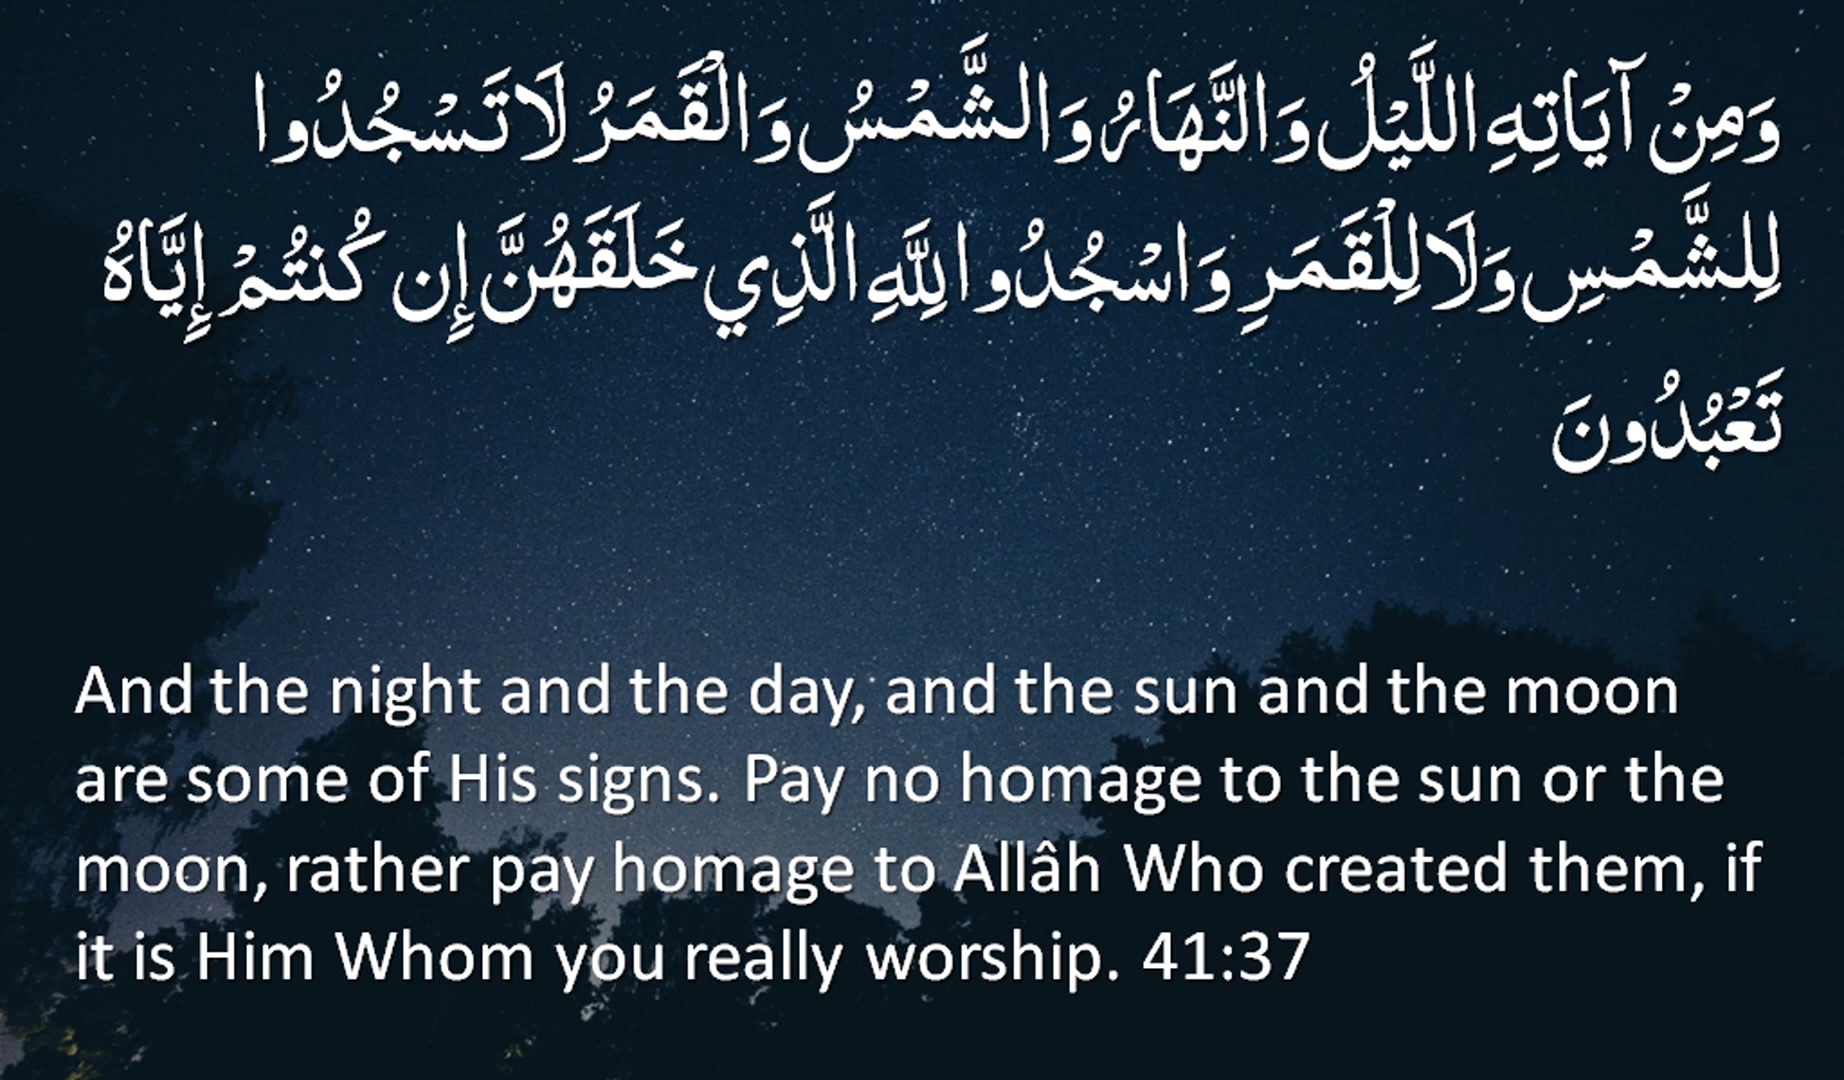 وَمِنْ آيَاتِهِ اللَّيْلُ وَالنَّهَارُ وَالشَّمْسُ وَالْقَمَرُ لَا تَسْجُدُوا
لِلشَّمْسِ وَلَا لِلْقَمَرِ وَاسْجُدُوا لِلَّهِ الَّذِي خَلَقَهُنَّ إِن كُنتُمْ إِيَّاهُ
تَعْبُدُونَ
And the night and the day, and the sun and the moon
are some of His signs. Pay no homage to the sun or the
moon, rather pay homage to Allâh Who created them, if
it is Him Whom you really worship. 41:37